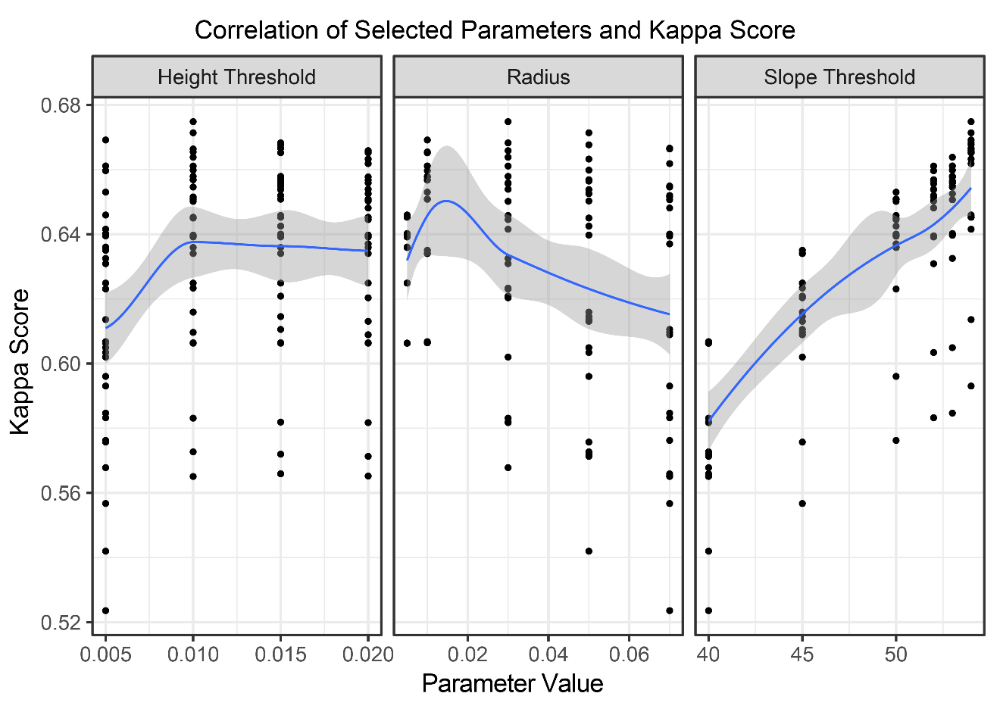 Correlation of Selected Parameters and Kappa Score
Height Threshold
Radius
Slope Threshold
Kappa Score
0.68
0.64
0.60
0.56
0.52
0.005 0.010 0.015 0.020
0.02 0.04 0.06
40 45 50
Parameter Value